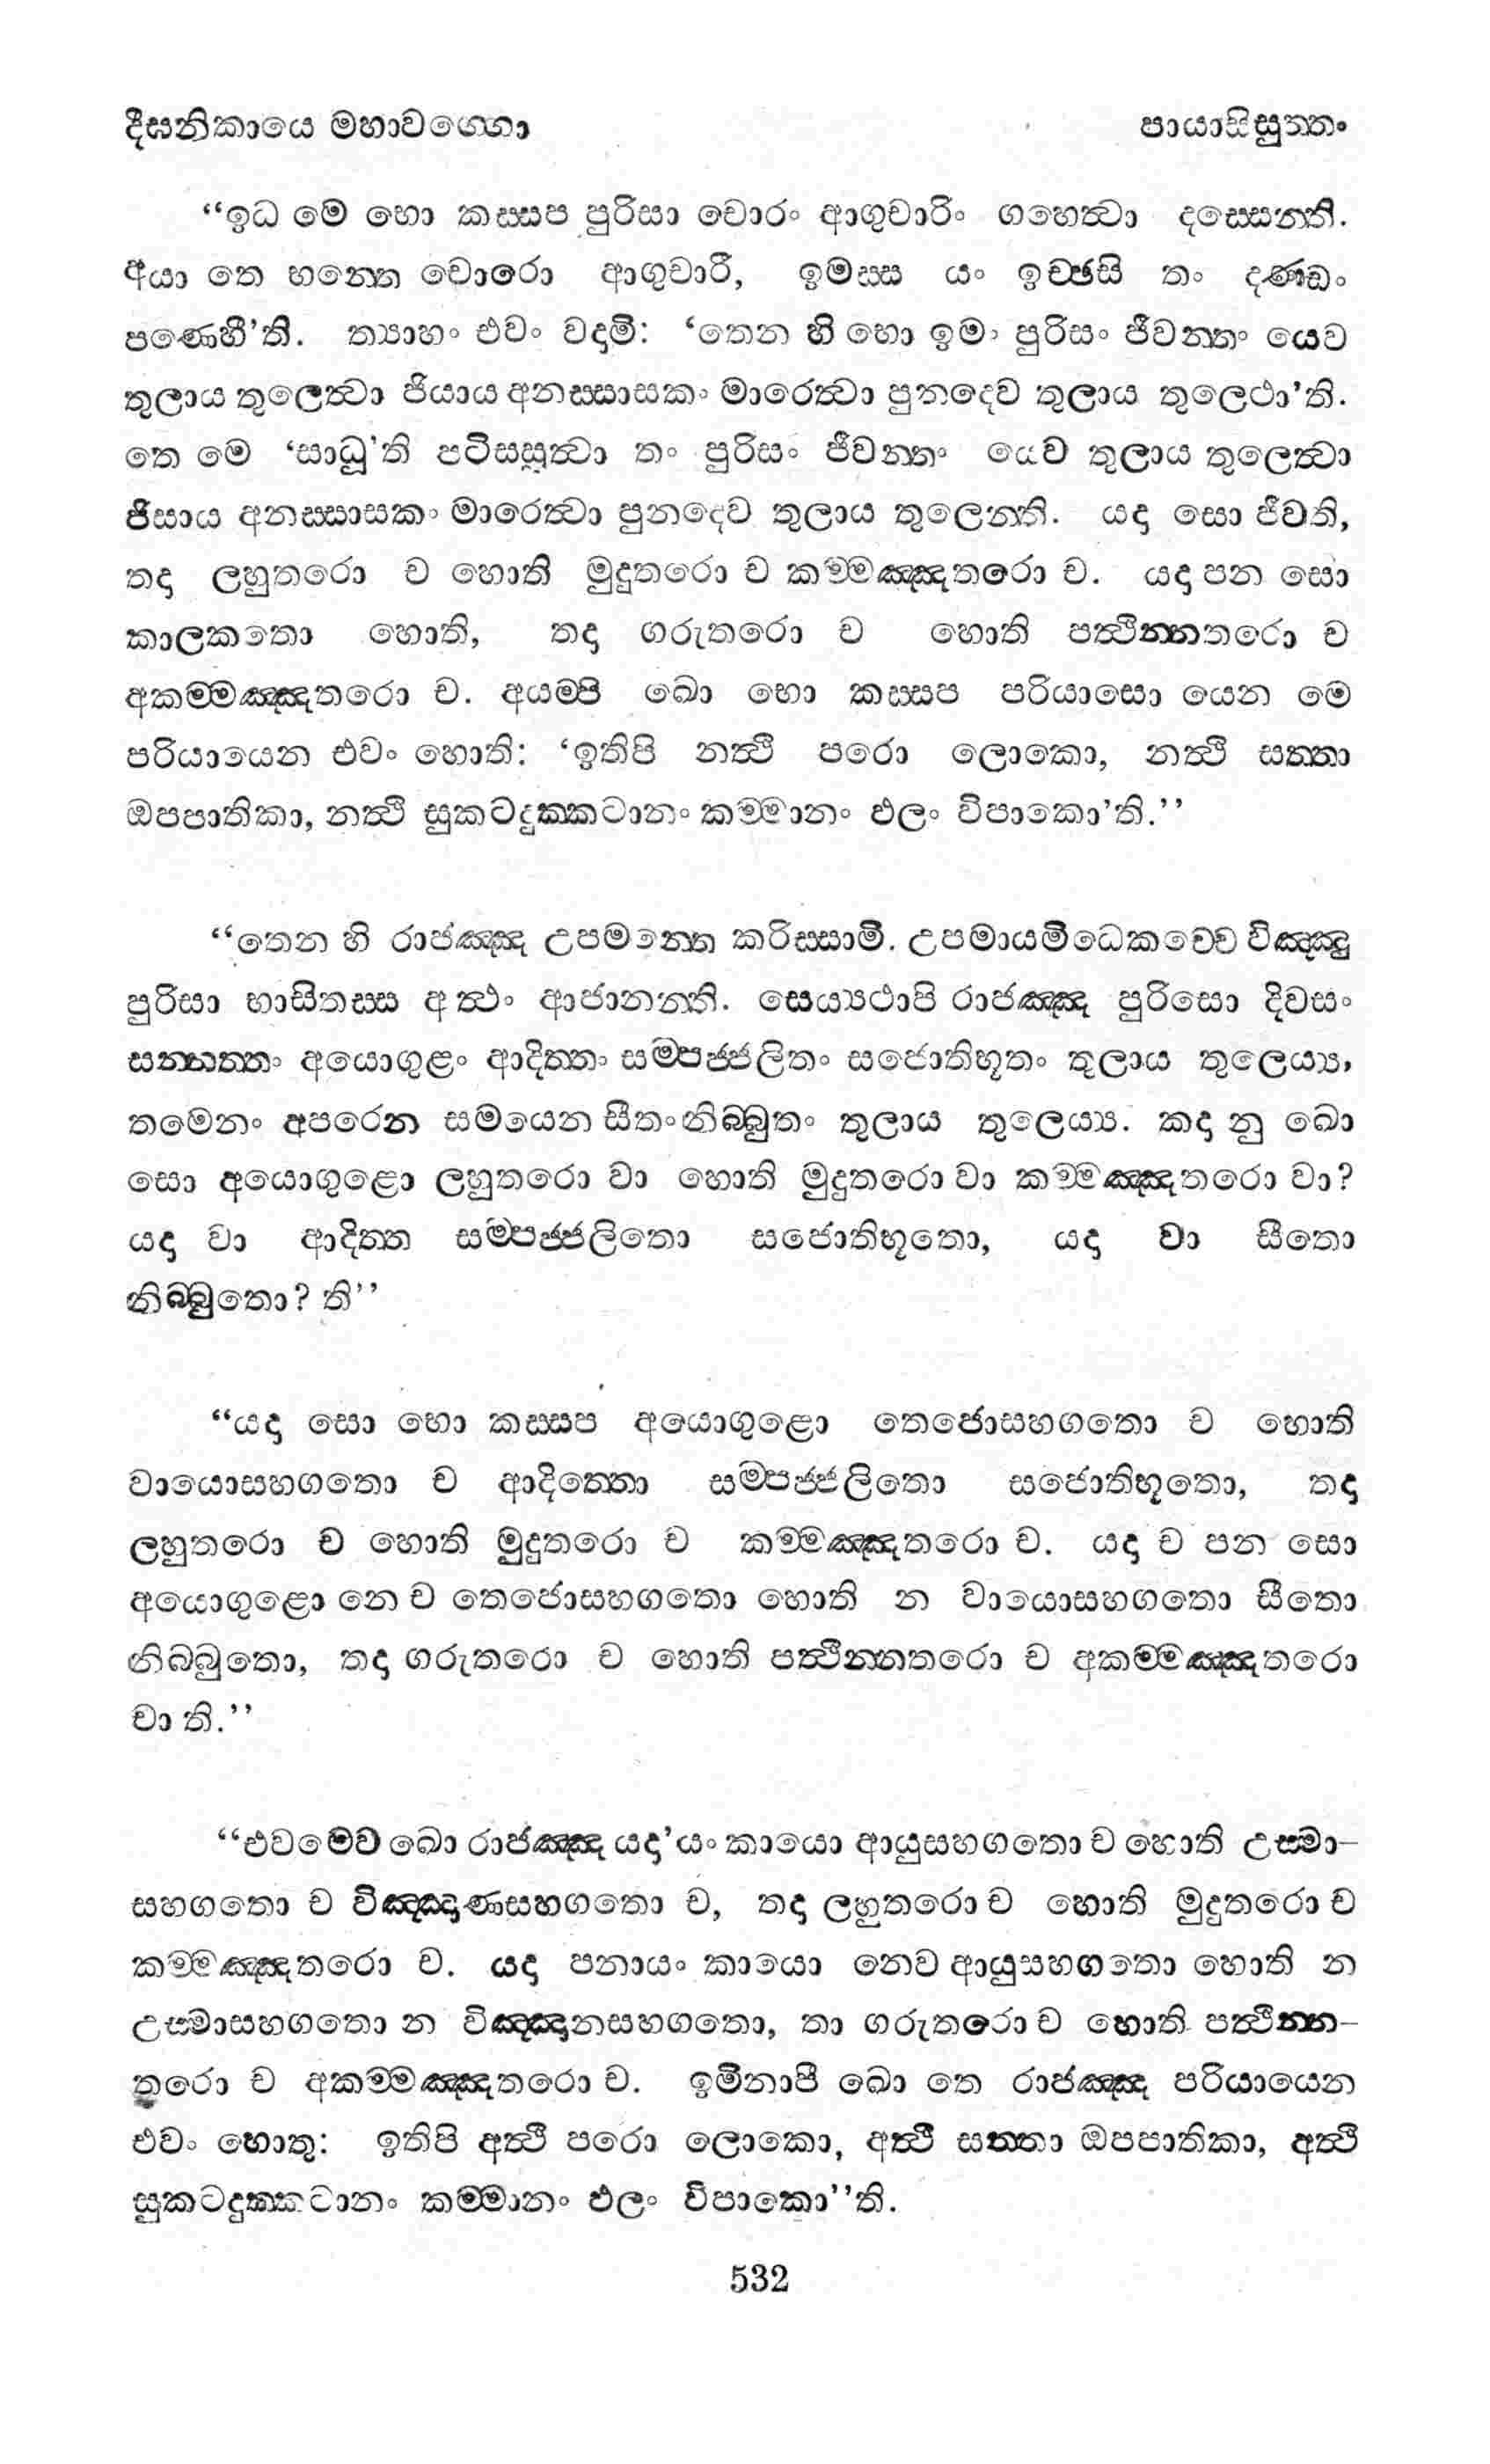 දීඝනිකායෙ මහාවග්ගො පායාසිසුත්තං
‘‘ඉධ මෙ භො කස්සප පුරිසා චොරං ආගුචාරිං ගහෙත්වා දස්සෙන්ති.
අයා තෙ භන්තෙ චොරො ආගුචාරී, ඉමස්ස යං ඉච්ඡසි තං දණ්ඩං
පණෙහී’ති. ත්‍යාහං එවං වදාමි: ‘තෙන හි භො ඉමං පුරිසං ජීවන්තං යෙව
තුලාය තුලෙත්වා ජියාය අනස්සාසකං මාරෙත්වා පුනදෙව තුලාය තුලෙථා’ති.
තෙ මෙ ‘සාධූ’ති පටිස්සුත්වා තං පුරිසං ජීවන්තං යෙව තුලාය තුලෙත්වා
ජිසාය අනස්සාසකං මාරෙත්වා පුනදෙව තුලාය තුලෙන්ති. යදා සො ජීවති,
තදා ලහුතරො ච හොති මුදුතරො ච කම්මඤ්ඤතරො ච. යදා පන සො
කාලකතො හොති, තදා ගරුතරො ච හොති පත්ථින්නතරො ච
අකම්මඤ්ඤතරො ච. අයම්පි ඛො භො කස්සප පරියාසො යෙන මෙ
පරියායෙන එවං හොති: ‘ඉතිපි නත්ථි පරො ලොකො, නත්ථි සත්තා
ඔපපාතිකා, නත්ථි සුකටදුක්කටානං කම්මානං ඵලං විපාකො’ති.’’
‘‘තෙන හි රාජඤ්ඤ උපමන්තෙ කරිස්සාමි. උපමායමිධෙකච්චෙ විඤ්ඤු
පුරිසා භාසිතස්ස අත්ථං ආජානන්ති. සෙය්‍යථාපි රාජඤ්ඤ පුරිසො දිවසං
සන්තත්තං අයොගුළං ආදිත්තං සම්පජ්ජලිතං සජොතිභූතං තුලාය තුලෙය්‍ය,
තමෙනං අපරෙන සමයෙන සීතං නිබ්බුතං තුලාය තුලෙය්‍ය. කදා නු ඛො
සො අයොගුළො ලහුතරො වා හොති මුදුතරො වා කම්මඤ්ඤතරො වා?
යදා වා ආදිත්ත සම්පජ්ජලිතො සජොතිභූතො, යදා වා සීතො
නිබ්බුතො? ති’’
‘‘යදා සො භො කස්සප අයොගුළො තෙජොසහගතො ච හොති
වායොසහගතො ච ආදිත්තො සම්පජ්ජලිතො සජොතිභූතො, තදා
ලහුතරො ච හොති මුදුතරො ච කම්මඤ්ඤතරො ච. යදා ච පන සො
අයොගුළො නෙ ච තෙජොසහගතො හොති න වායොසහගතො සීතො
නිබ්බුතො, තදා ගරුතරො ච හොති පත්ථින්නතරො ච අකම්මඤ්ඤතරො
චා ති.’’
‘‘එවමෙව ඛො රාජඤ්ඤ යදා’යං කායො ආයුසහගතො ච හොති උස්මා–
සහගතො ච විඤ්ඤාණසහගතො ච, තදා ලහුතරො ච හොති මුදුතරො ච
කම්මඤ්ඤතරො ච. යදා පනායං කායො නෙව ආයුසහගතො හොති න
උස්මාසහගතො න විඤ්ඤානසහගතො, තා ගරුතරො ච හොති පත්ථින්න–
තරො ච අකම්මඤ්ඤතරො ච. ඉමිනාපි ඛො තෙ රාජඤ්ඤ පරියායෙන
එවං හොතු: ඉතිපි අත්ථි පරො ලොකො, අත්ථි සත්තා ඔපපාතිකා, අත්ථි
සුකටදුක්කටානං කම්මානං ඵලං විපාකො’’ති.
532